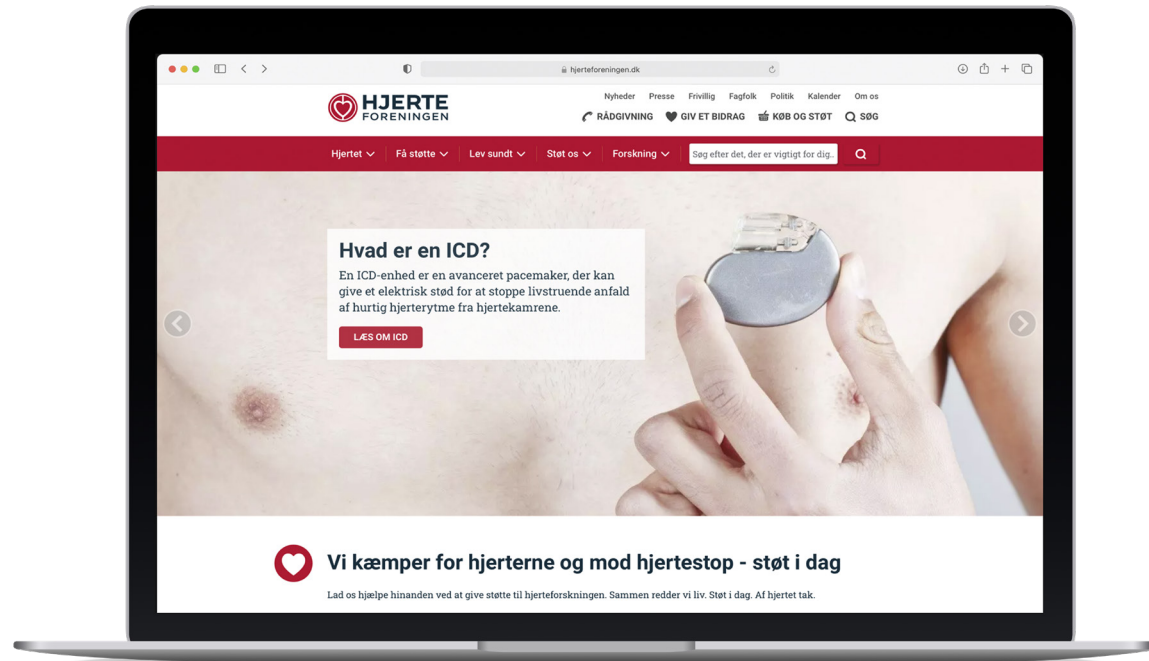 hjerteforeningen.dk
HJERTE
FORENINGEN
Nyheder Presse Frivillig Fagfolk Politik Kalender Om os
RÅDGIVNING GIV ET BIDRAG KØB OG STØT SØG
Hjertet Få støtte Lev sundt Støt os Forskning Søg efter det, der er vigtigt for dig..
Hvad er en ICD?
En ICD-enhed er en avanceret pacemaker, der kan
give et elektrisk stød for at stoppe livstruende anfald
af hurtig hjerterytme fra hjertekamrene.
LÆS OM ICD
Vi kæmper for hjerterne og mod hjertestop - støt i dag
Lad os hjælpe hinanden ved at give støtte til hjerteforskningen. Sammen redder vi liv. Støt i dag. Af hjertet tak.